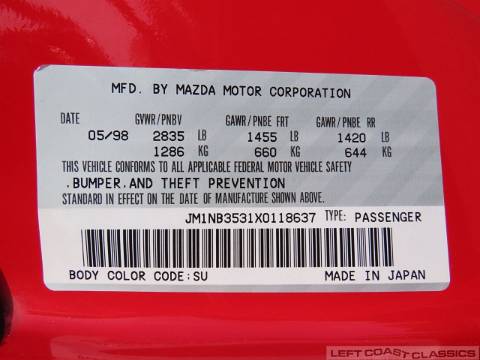 MFD. BY MAZDA MOTOR CORPORATION
DATE GVWR/PNBV GAWR/PNBE FRT GAWR/PNBE RR
05/98 2835 LB 1455 LB 1420 LB
1286 KG 660 KG 644 KG
THIS VEHICLE CONFORMS TO ALL APPLICABLE FEDERAL MOTOR VEHICLE SAFETY
,BUMPER,AND THEFT PREVENTION
STANDARD IN EFFECT ON THE DATE OF MANUFACTURE SHOWN ABOVE.
JM1NB3531X0118637 TYPE: PASSENGER
BODY COLOR CODE:SU MADE IN JAPAN
LEFT COAST CLASSICS